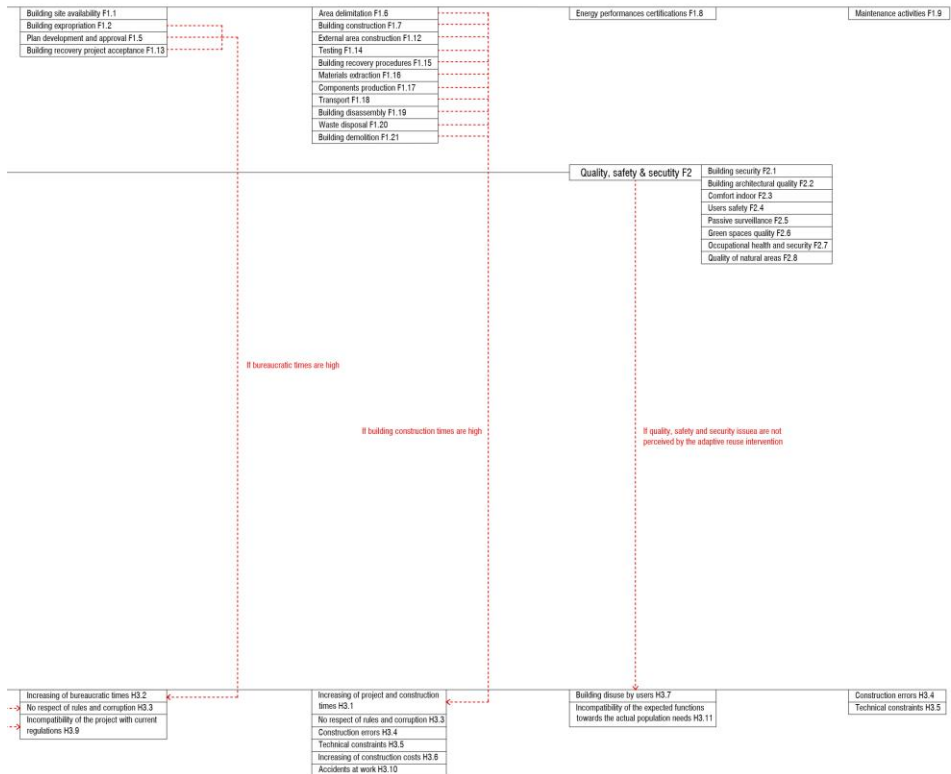 Building site availability F1.1
Building expropriation F1.2
Plan development and approval F1.5
Building recovery project acceptance F1.13
Area delimitation F1.6
Building construction F1.7
External area construction F1.12
Testing F1.14
Building recovery procedures F1.15
Materials extraction F1.16
Components production F1.17
Transport F1.18
Building disassembly F1.19
Waste disposal F1.20
Building demolition F1.21
Energy performances certifications F1.8
Maintenance activities F1.9
Quality, safety & secutity F2
Building security F2.1
Building architectural quality F2.2
Comfort indoor F2.3
Users safety F2.4
Passive surveillance F2.5
Green spaces quality F2.6
Occupational health and security F2.7
Quality of natural areas F2.8
If bureaucratic times are high
If building construction times are high
If quality, safety and security issuea are not
perceived by the adaptive reuse intervention
Increasing of bureaucratic times H3.2
No respect of rules and corruption H3.3
Incompatibility of the project with current
regulations H3.9
Increasing of project and construction
times H3.1
No respect of rules and corruption H3.3
Construction errors H3.4
Technical constraints H3.5
Increasing of construction costs H3.6
Accidents at work H3.10
Building disuse by users H3.7
Incompatibility of the expected functions
towards the actual population needs H3.11
Construction errors H3.4
Technical constraints H3.5